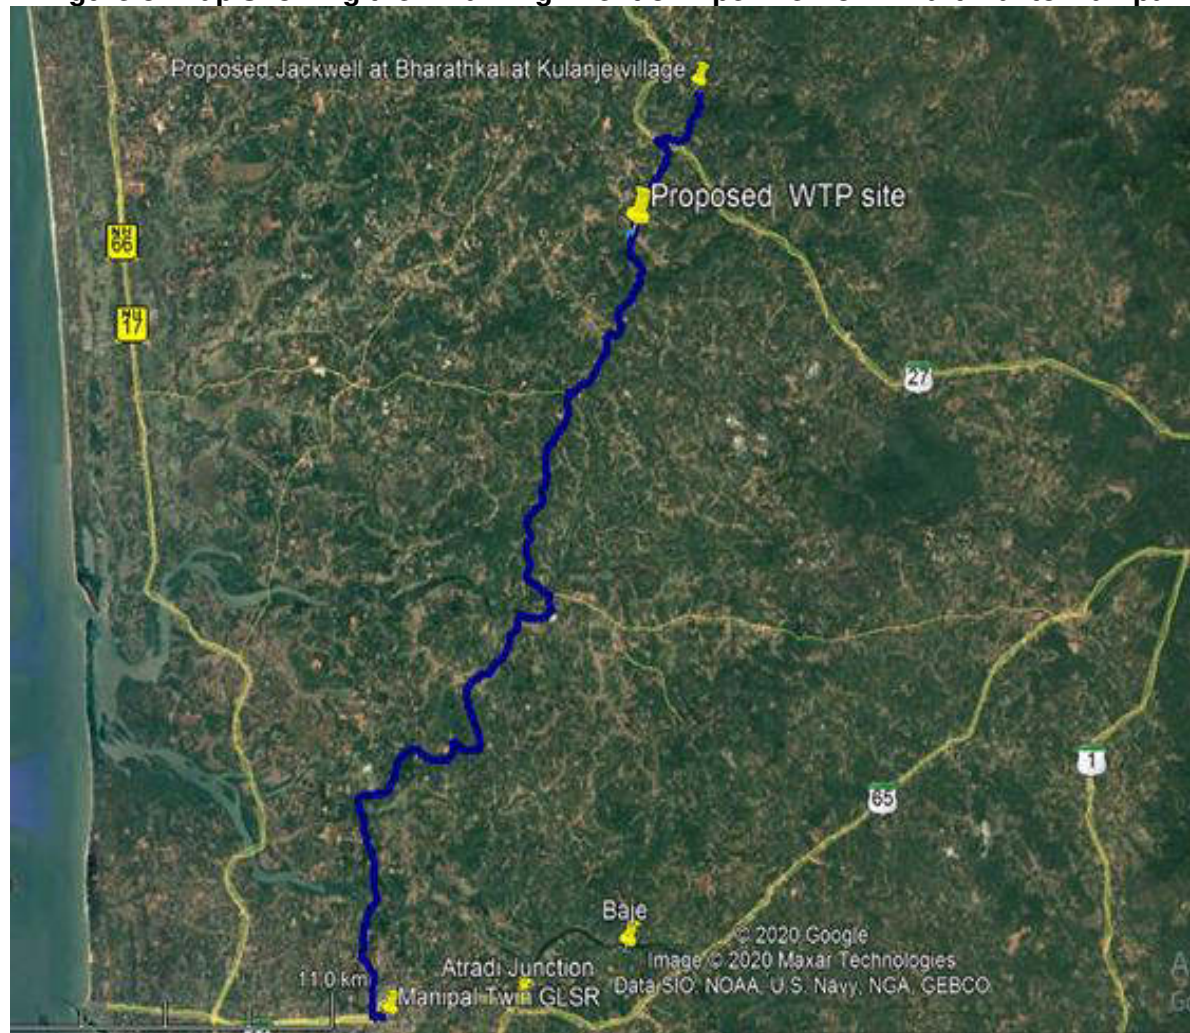 Proposed Jackwell at Bharathkal at Kulanje village
Proposed WTP site
NH
66
17
27
1
65
Baje
© 2020 Google
Atradi Junction
Image © 2020 Maxar Technologies
11.0 km
Manipal Twin GLSR
Data SIO, NOAA, U.S. Navy, NGA, GEBCO